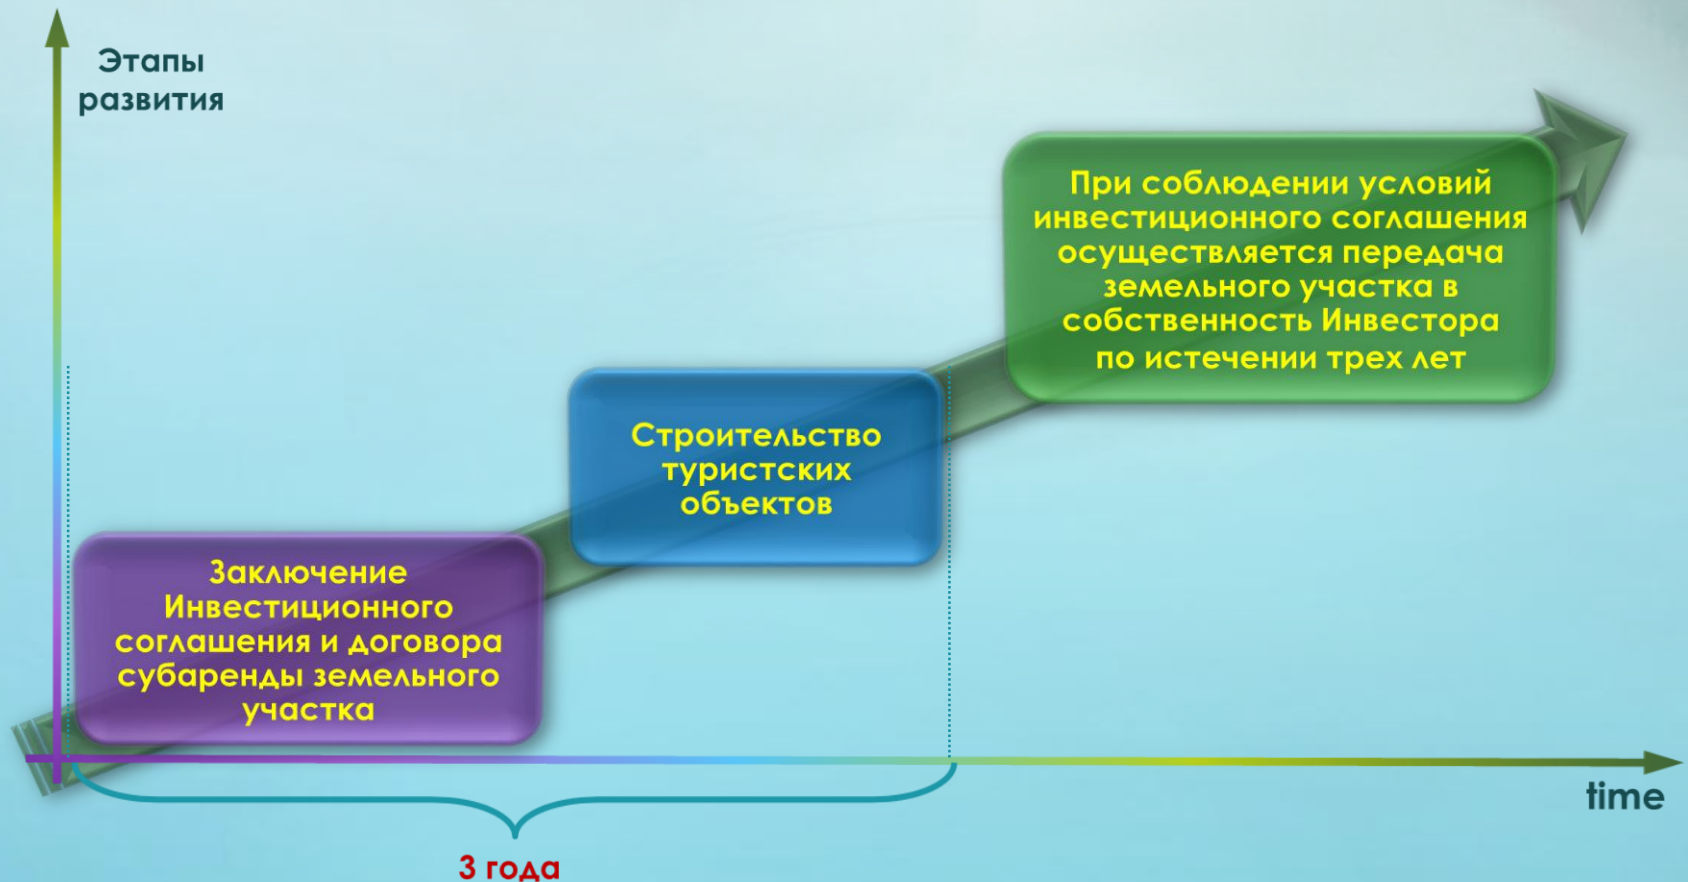 Этапы
развития
При соблюдении условий
инвестиционного соглашения
осуществляется передача
земельного участка в
собственность Инвестора
по истечении трех лет
Строительство
туристских
объектов
Заключение
Инвестиционного
соглашения и договора
субаренды земельного
участка
time
3 года